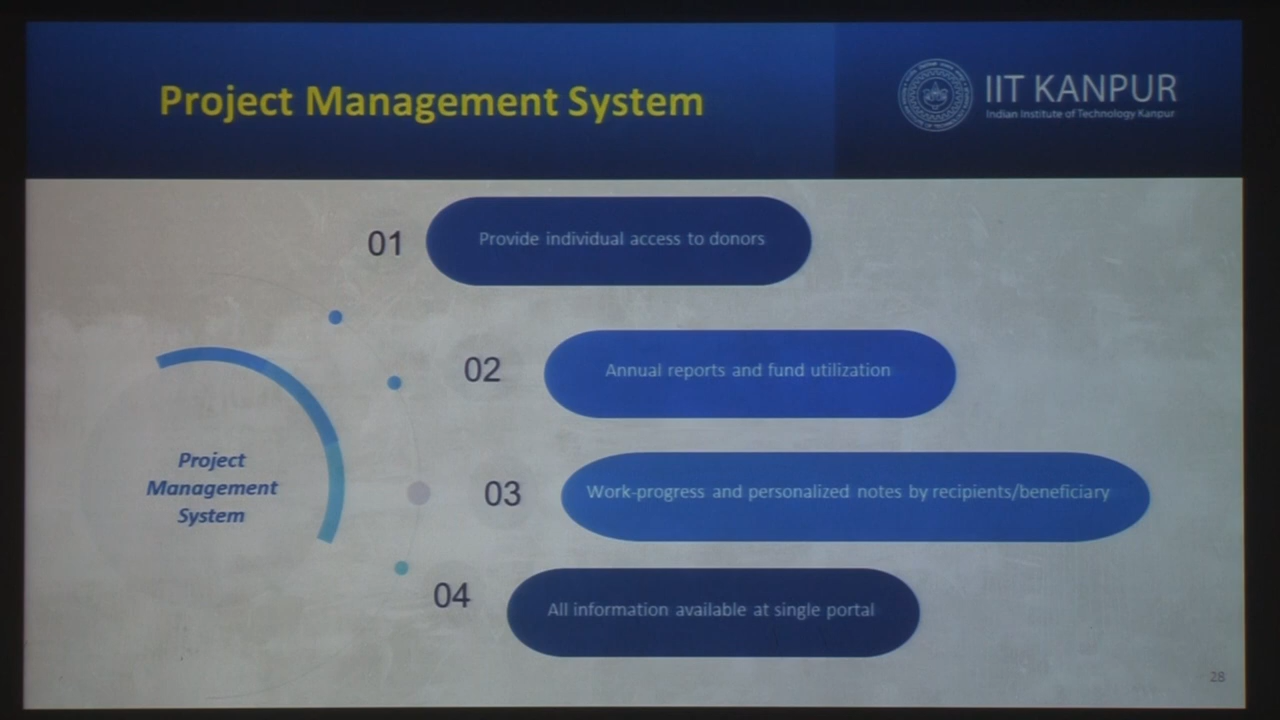 Project Management System
IIT KANPUR
Indian Institute of Technology Kanpur
01
Provide individual access to donors
02
Annual reports and fund utilization
Project
Management
System
03
Work-progress and personalized notes by recipients/beneficiary
04
All information available at single portal
28